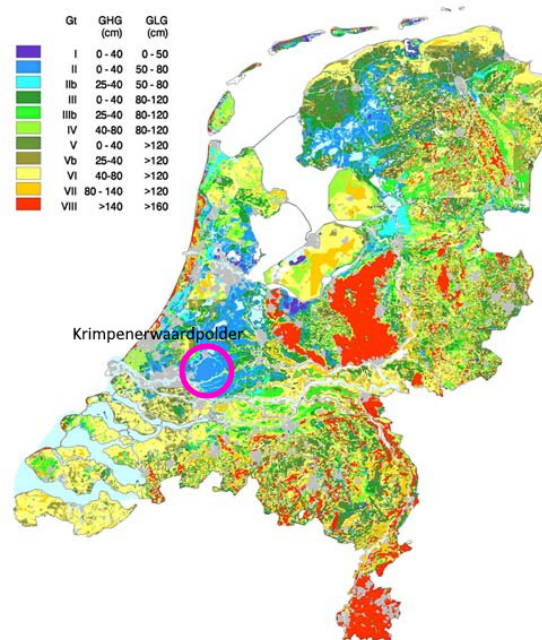 Gt GHG GLG
(cm) (cm)
I 0 - 40 0 - 50
II 0 - 40 50 - 80
IIb 25-40 50 - 80
III 0 - 40 80-120
IIIb 25-40 80-120
IV 40-80 80-120
V 0 - 40 >120
Vb 25-40 >120
VI 40-80 >120
VII 80 - 140 >120
VIII >140 >160
Krimpenerwaardpolder